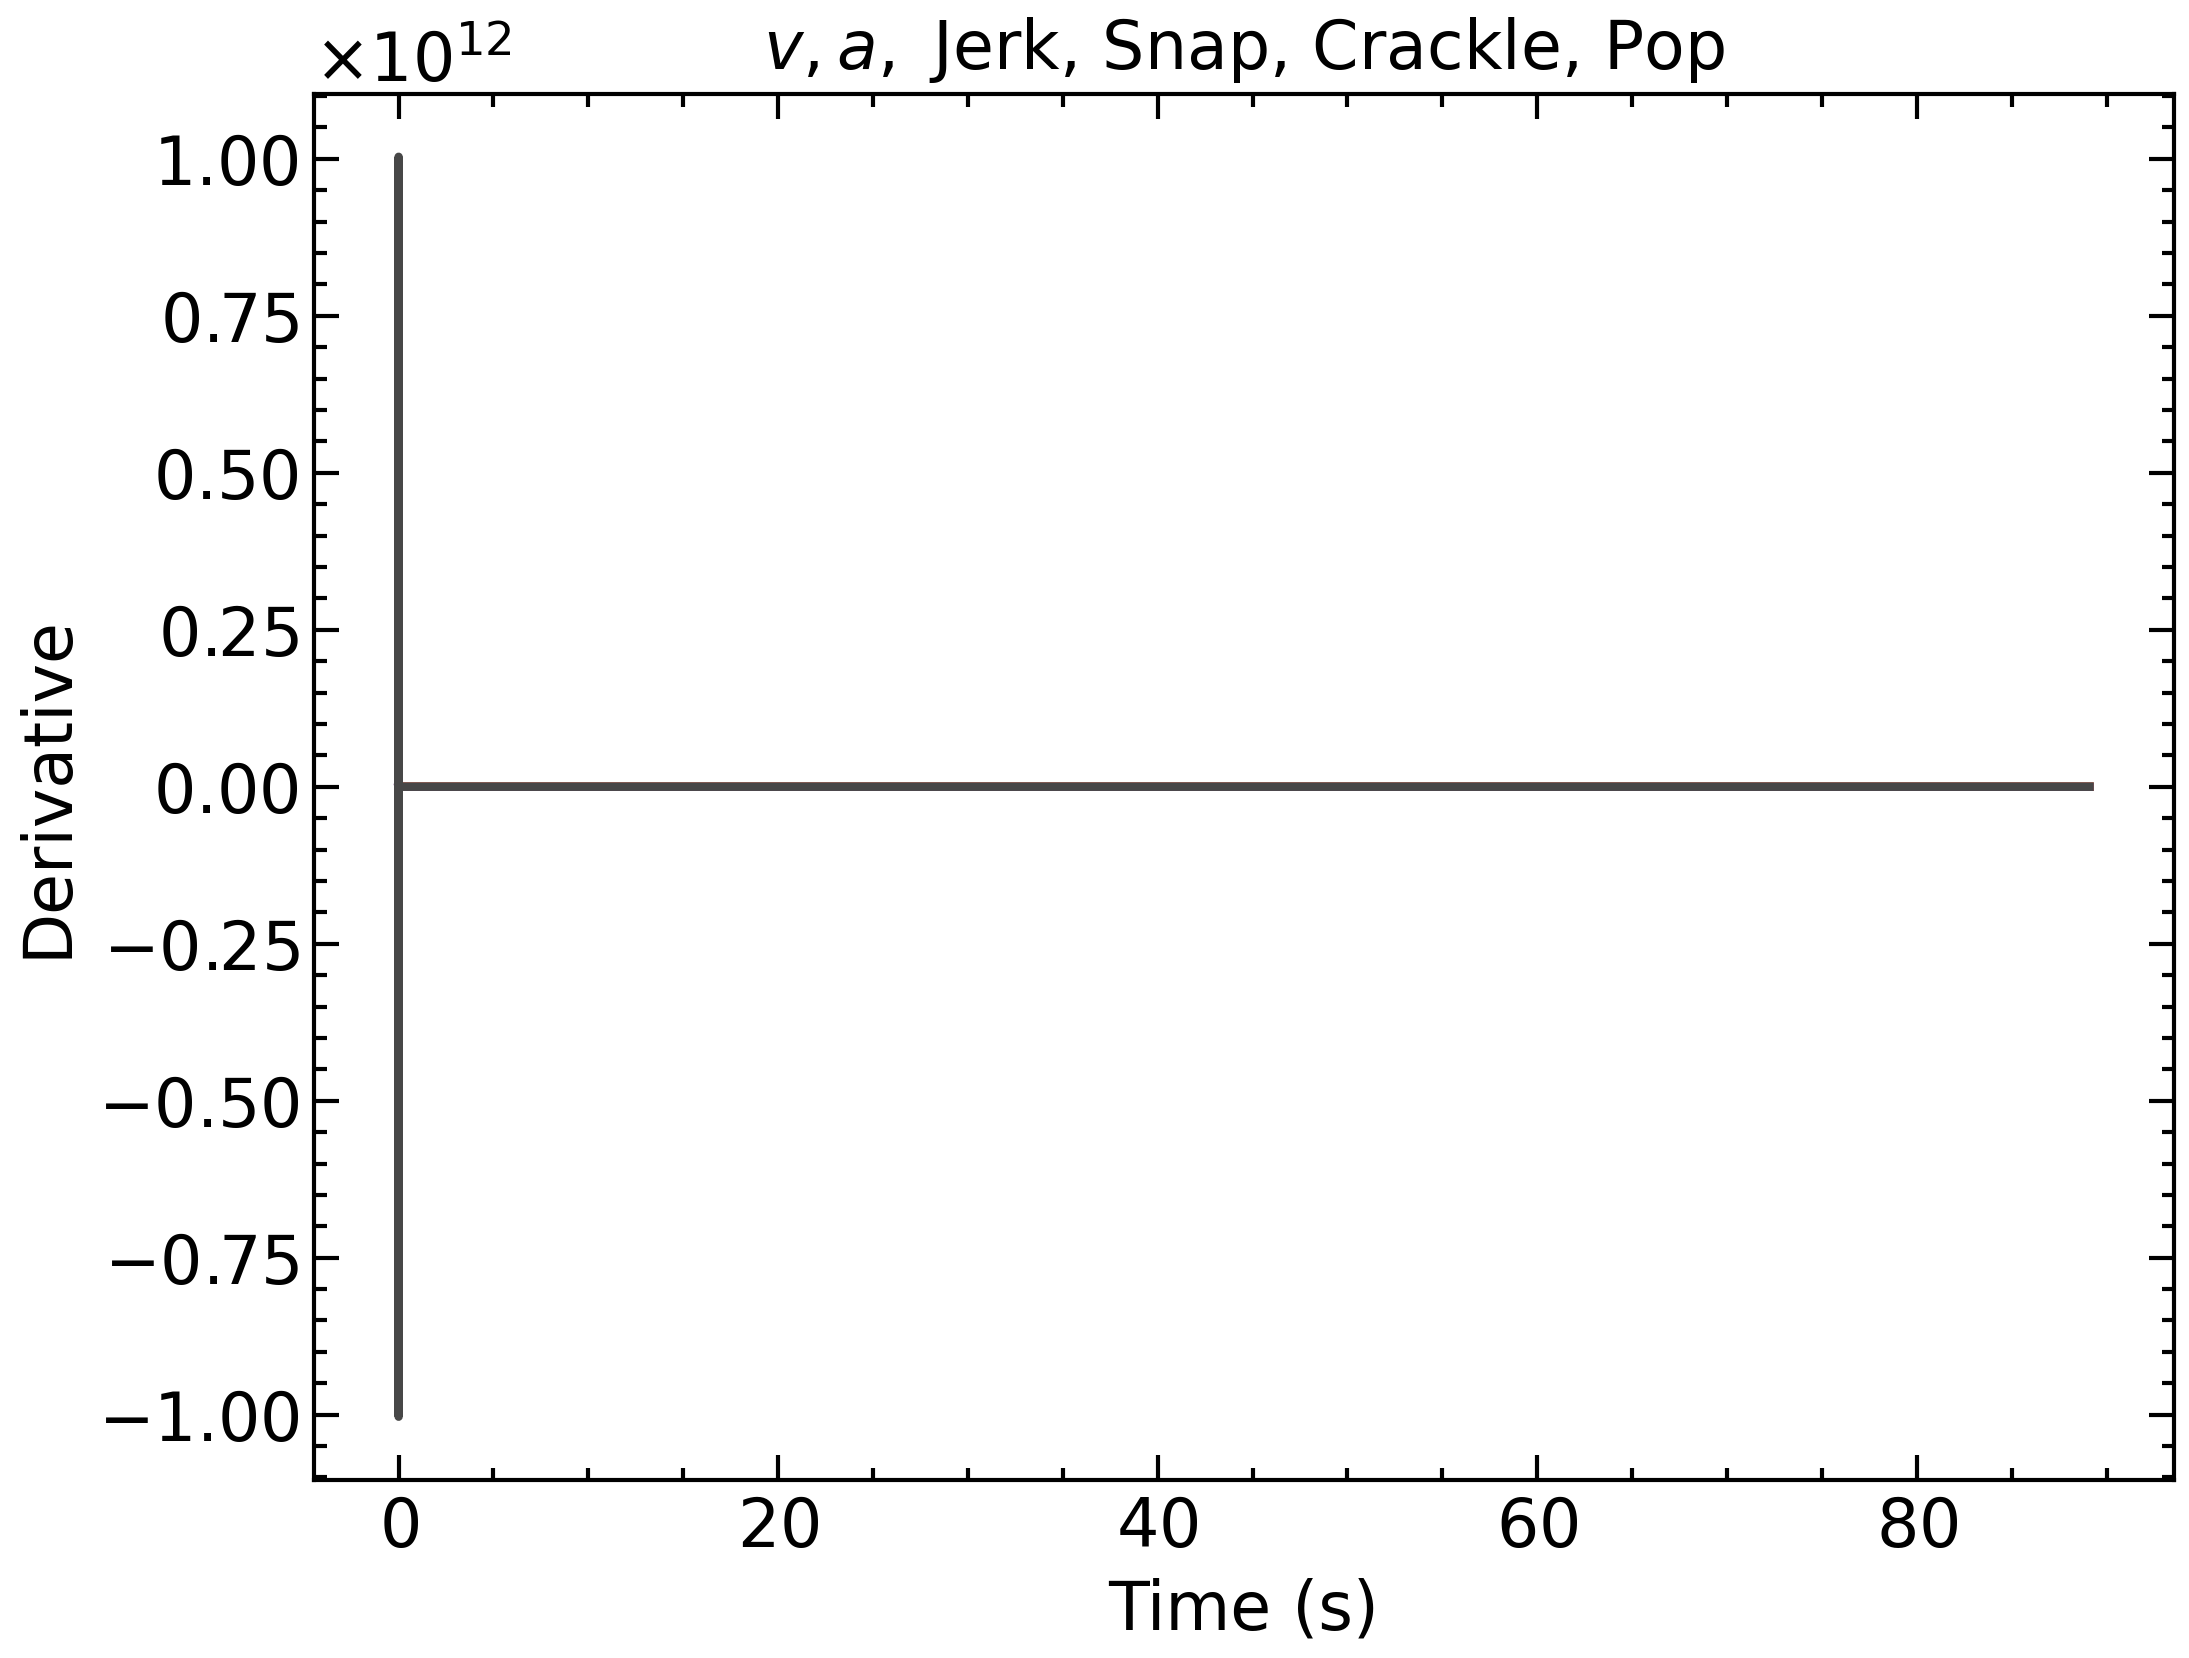 ×10¹²
v, a, Jerk, Snap, Crackle, Pop
1.00
0.75
0.50
0.25
0.00
−0.25
−0.50
−0.75
−1.00
Derivative
0 20 40 60 80
Time (s)